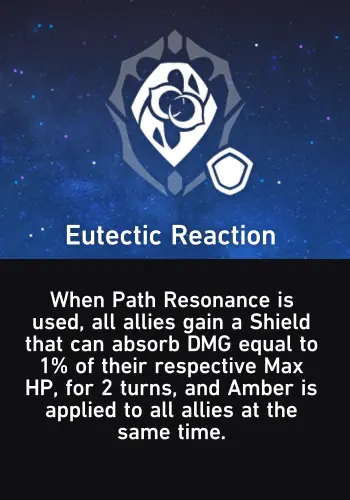 Eutectic Reaction
When Path Resonance is
used, all allies gain a Shield
that can absorb DMG equal to
1% of their respective Max
HP, for 2 turns, and Amber is
applied to all allies at the
same time.